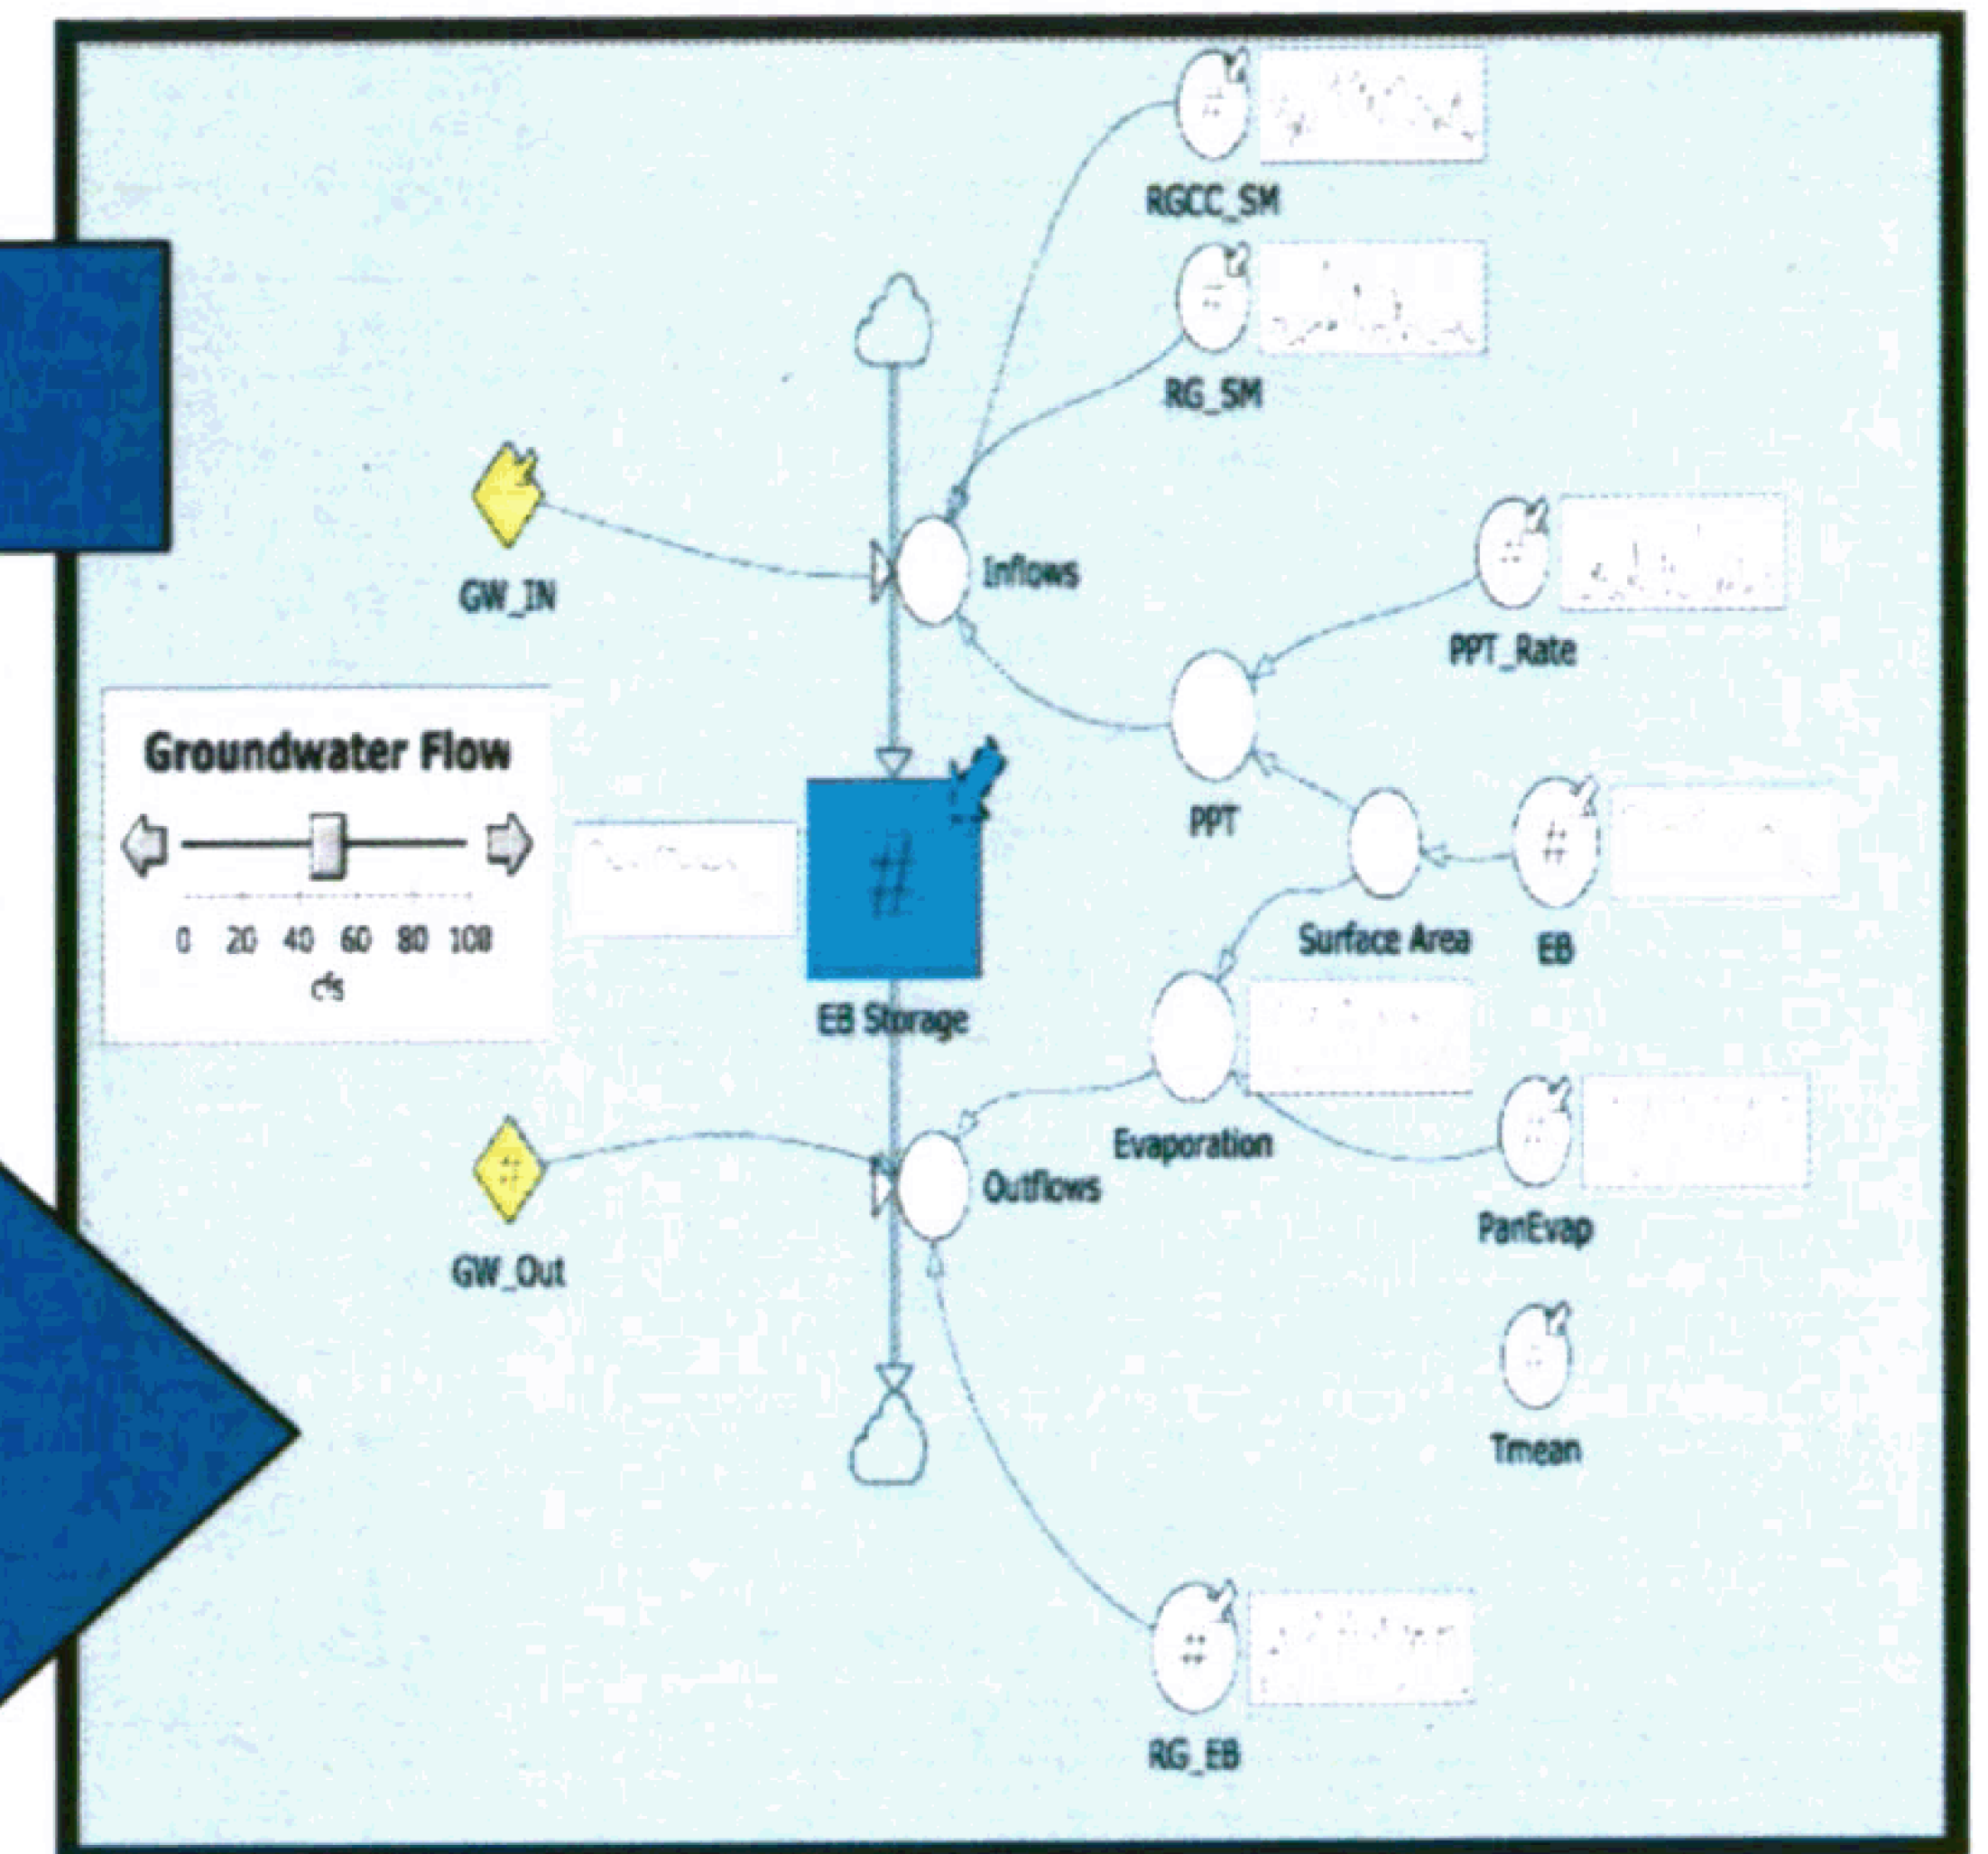 RGCC_SM
RG_SM
GW_IN
Inflows
PPT_Rate
Groundwater Flow
0 20 40 60 80 100
cfs
PPT
#
#
Surface Area
EB
EB Storage
Evaporation
Outflows
PanEvap
GW_Out
Tmean
RG_EB